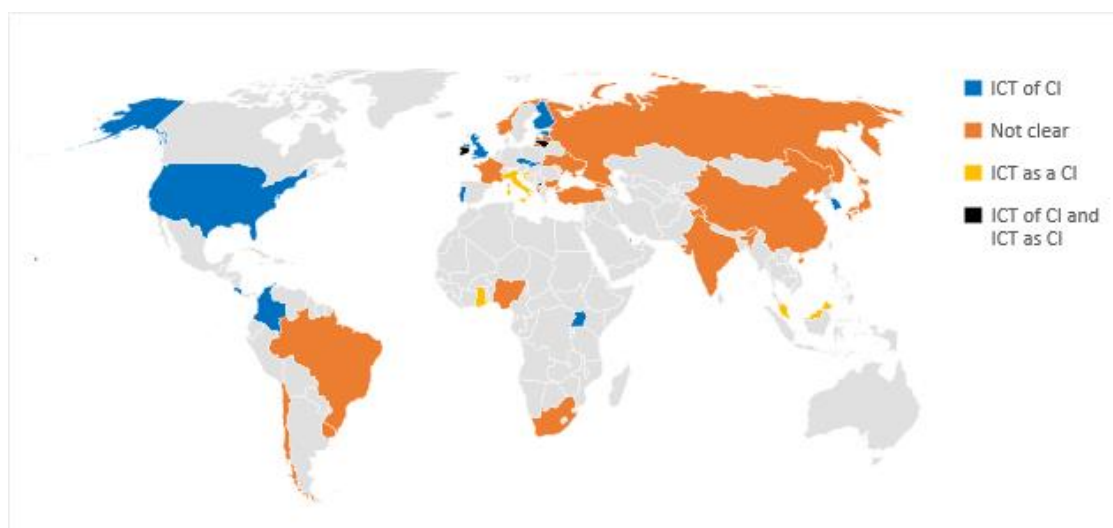 ICT of CI
Not clear
ICT as a CI
ICT of CI and
ICT as CI